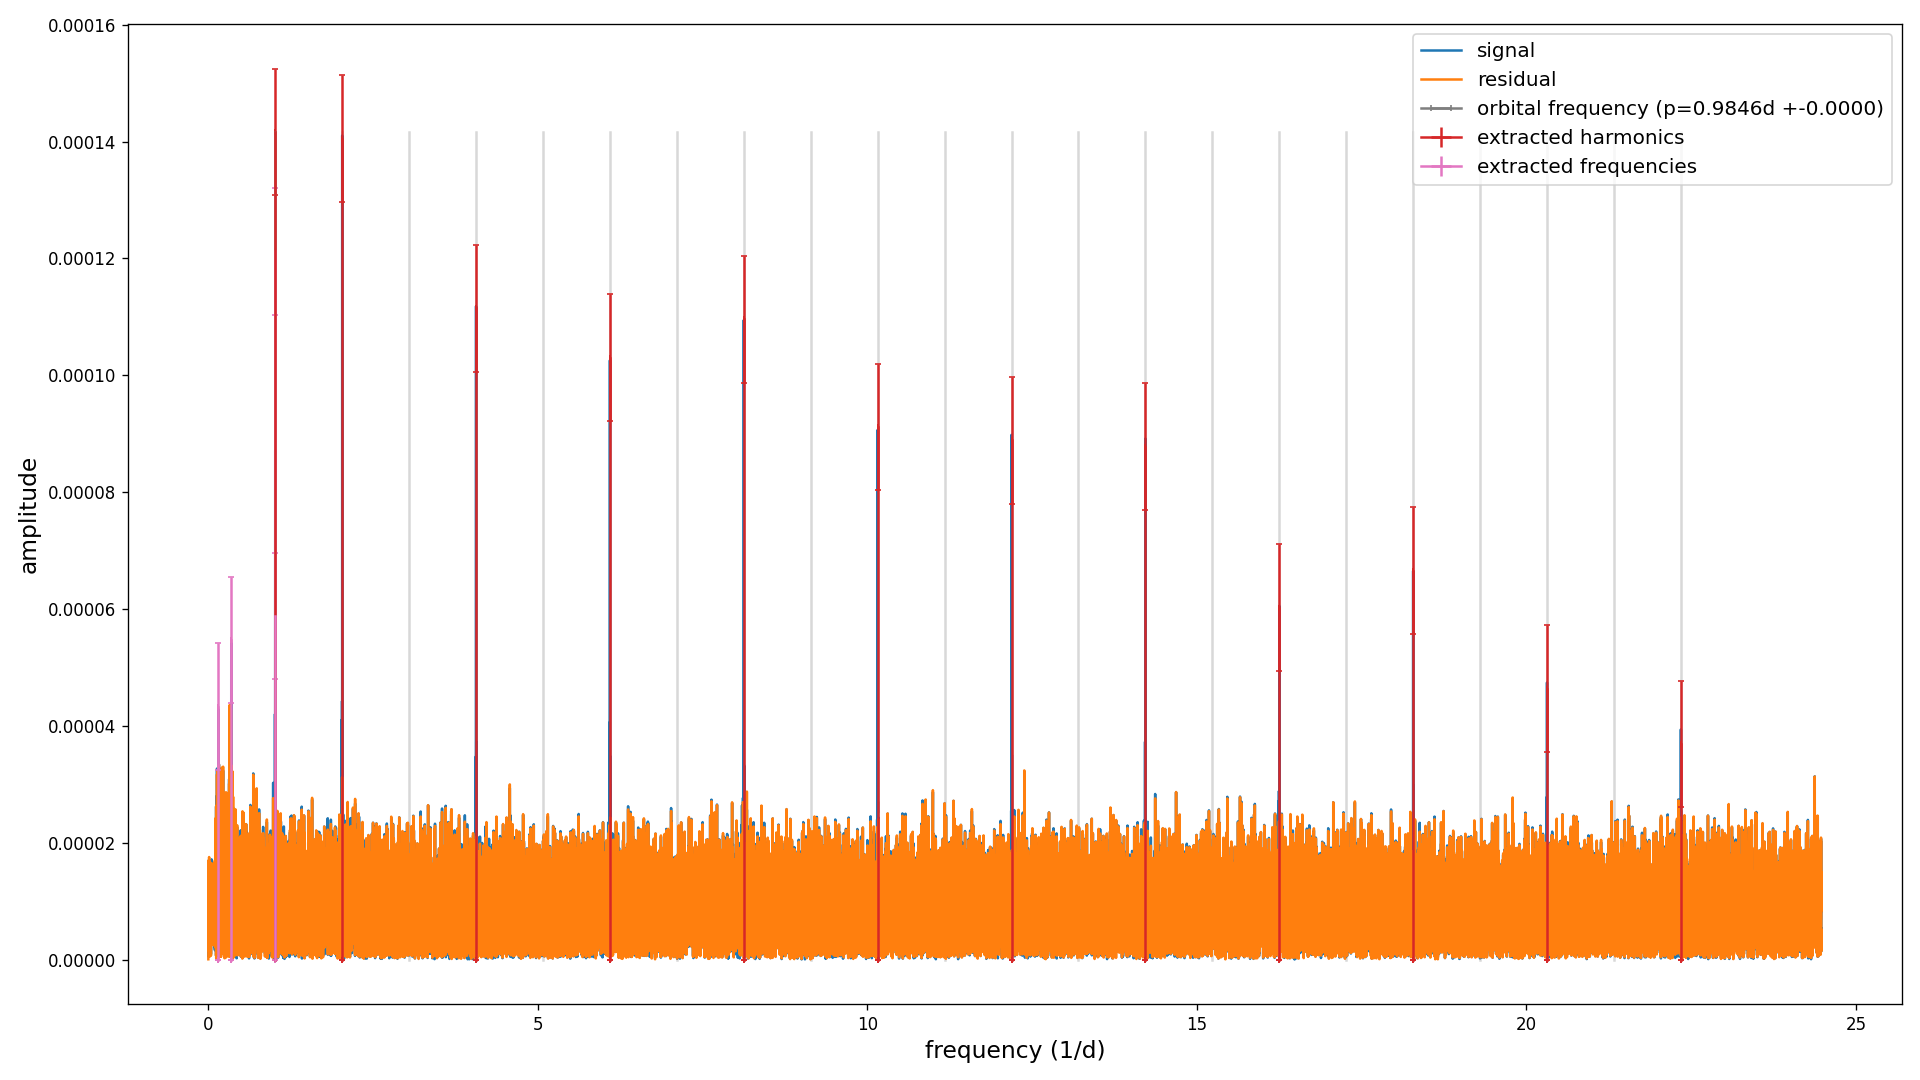 0.00016
0.00014
0.00012
0.00010
0.00008
0.00006
0.00004
0.00002
0.00000
amplitude
signal
residual
orbital frequency (p=0.9846d +-0.0000)
extracted harmonics
extracted frequencies
0 5 10 15 20 25
frequency (1/d)